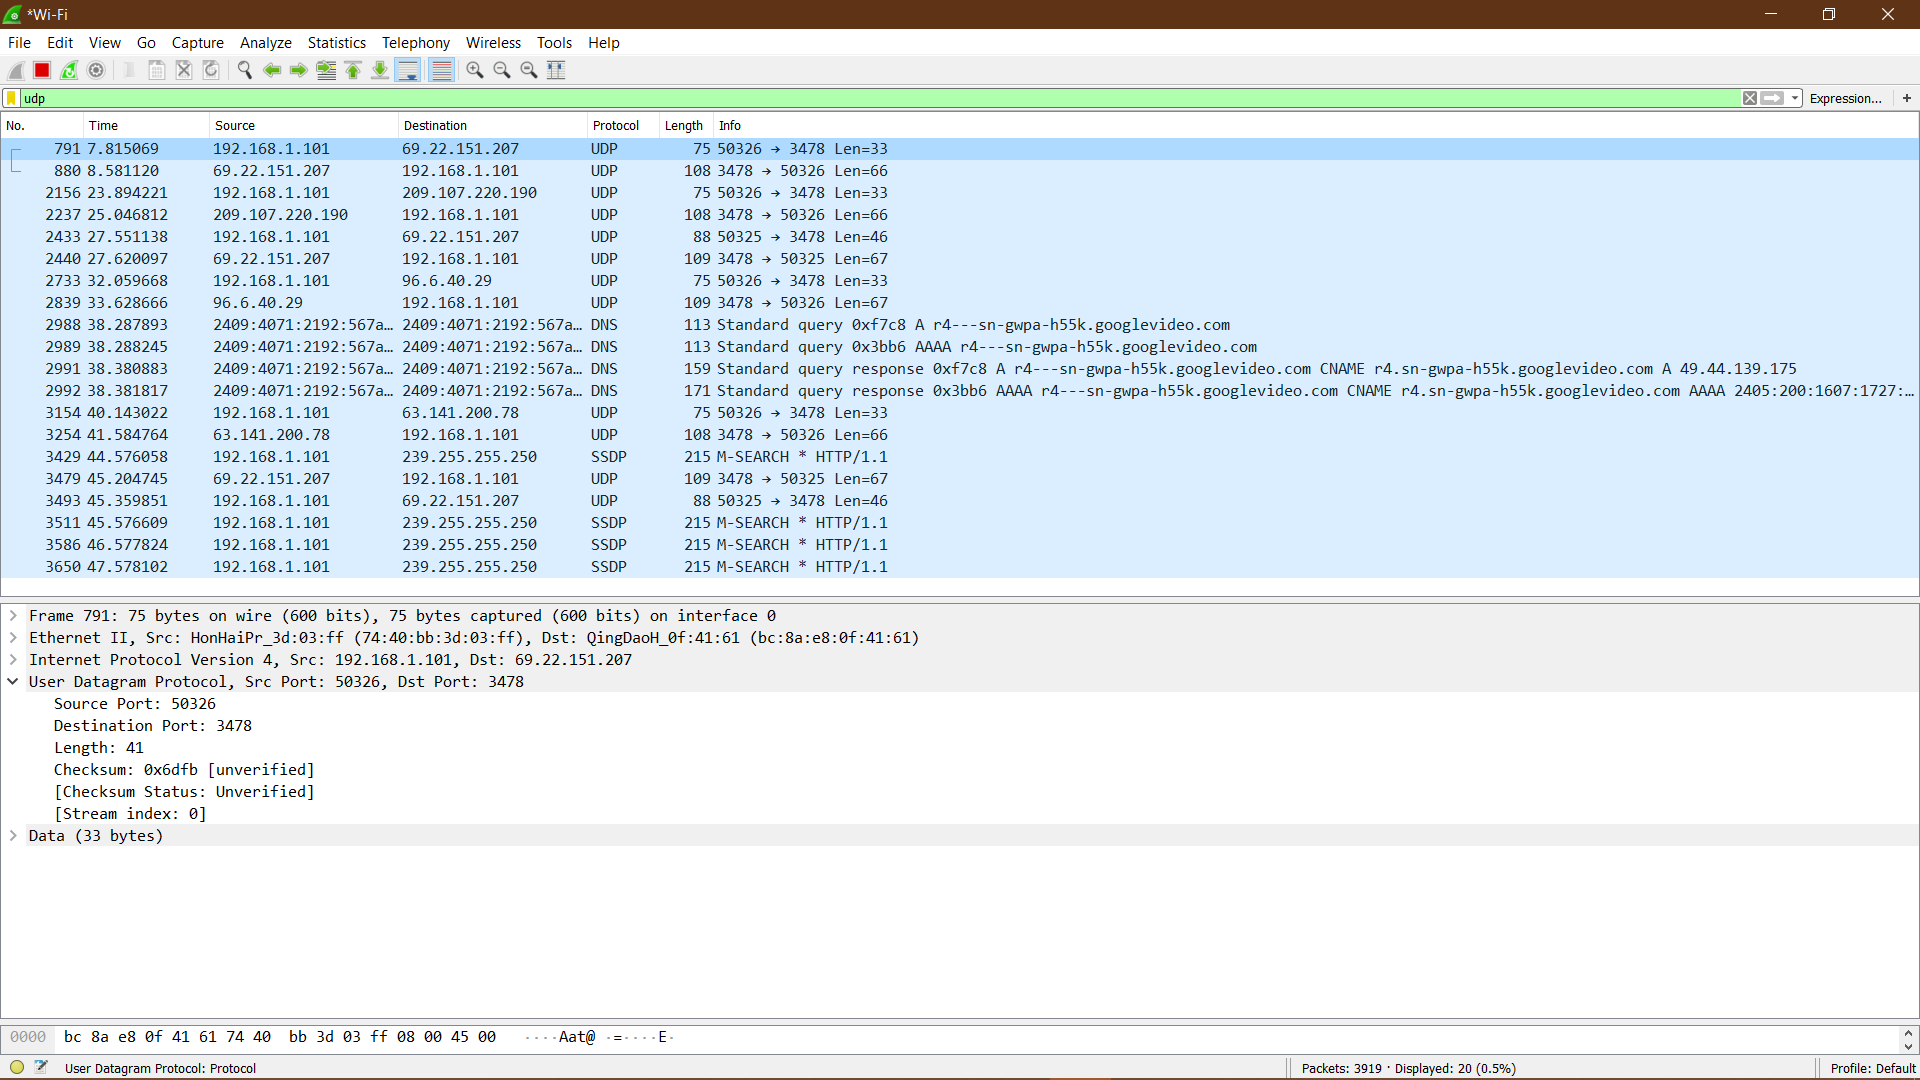 *Wi-Fi
File Edit View Go Capture Analyze Statistics Telephony Wireless Tools Help
udp Expression... +
No. Time Source Destination Protocol Length Info
791 7.815069 192.168.1.101 69.22.151.207 UDP 75 50326 → 3478 Len=33
880 8.581120 69.22.151.207 192.168.1.101 UDP 108 3478 → 50326 Len=66
2156 23.894221 192.168.1.101 209.107.220.190 UDP 75 50326 → 3478 Len=33
2237 25.046812 209.107.220.190 192.168.1.101 UDP 108 3478 → 50326 Len=66
2433 27.551138 192.168.1.101 69.22.151.207 UDP 88 50325 → 3478 Len=46
2440 27.620097 69.22.151.207 192.168.1.101 UDP 109 3478 → 50325 Len=67
2733 32.059668 192.168.1.101 96.6.40.29 UDP 75 50326 → 3478 Len=33
2839 33.628666 96.6.40.29 192.168.1.101 UDP 109 3478 → 50326 Len=67
2988 38.287893 2409:4071:2192:567a… 2409:4071:2192:567a… DNS 113 Standard query 0xf7c8 A r4---sn-gwpa-h55k.googlevideo.com
2989 38.288245 2409:4071:2192:567a… 2409:4071:2192:567a… DNS 113 Standard query 0x3bb6 AAAA r4---sn-gwpa-h55k.googlevideo.com
2991 38.380883 2409:4071:2192:567a… 2409:4071:2192:567a… DNS 159 Standard query response 0xf7c8 A r4---sn-gwpa-h55k.googlevideo.com CNAME r4.sn-gwpa-h55k.googlevideo.com A 49.44.139.175
2992 38.381817 2409:4071:2192:567a… 2409:4071:2192:567a… DNS 171 Standard query response 0x3bb6 AAAA r4---sn-gwpa-h55k.googlevideo.com CNAME r4.sn-gwpa-h55k.googlevideo.com AAAA 2405:200:1607:1727:…
3154 40.143022 192.168.1.101 63.141.200.78 UDP 75 50326 → 3478 Len=33
3254 41.584764 63.141.200.78 192.168.1.101 UDP 108 3478 → 50326 Len=66
3429 44.576058 192.168.1.101 239.255.255.250 SSDP 215 M-SEARCH * HTTP/1.1
3479 45.204745 69.22.151.207 192.168.1.101 UDP 109 3478 → 50325 Len=67
3493 45.359851 192.168.1.101 69.22.151.207 UDP 88 50325 → 3478 Len=46
3511 45.576609 192.168.1.101 239.255.255.250 SSDP 215 M-SEARCH * HTTP/1.1
3586 46.577824 192.168.1.101 239.255.255.250 SSDP 215 M-SEARCH * HTTP/1.1
3650 47.578102 192.168.1.101 239.255.255.250 SSDP 215 M-SEARCH * HTTP/1.1
Frame 791: 75 bytes on wire (600 bits), 75 bytes captured (600 bits) on interface 0
Ethernet II, Src: HonHaiPr_3d:03:ff (74:40:bb:3d:03:ff), Dst: QingDaoH_0f:41:61 (bc:8a:e8:0f:41:61)
Internet Protocol Version 4, Src: 192.168.1.101, Dst: 69.22.151.207
User Datagram Protocol, Src Port: 50326, Dst Port: 3478
Source Port: 50326
Destination Port: 3478
Length: 41
Checksum: 0x6dfb [unverified]
[Checksum Status: Unverified]
[Stream index: 0]
Data (33 bytes)
0000 bc 8a e8 0f 41 61 74 40 bb 3d 03 ff 08 00 45 00 ····Aat@ ·=····E·
User Datagram Protocol: Protocol Packets: 3919 · Displayed: 20 (0.5%) Profile: Default